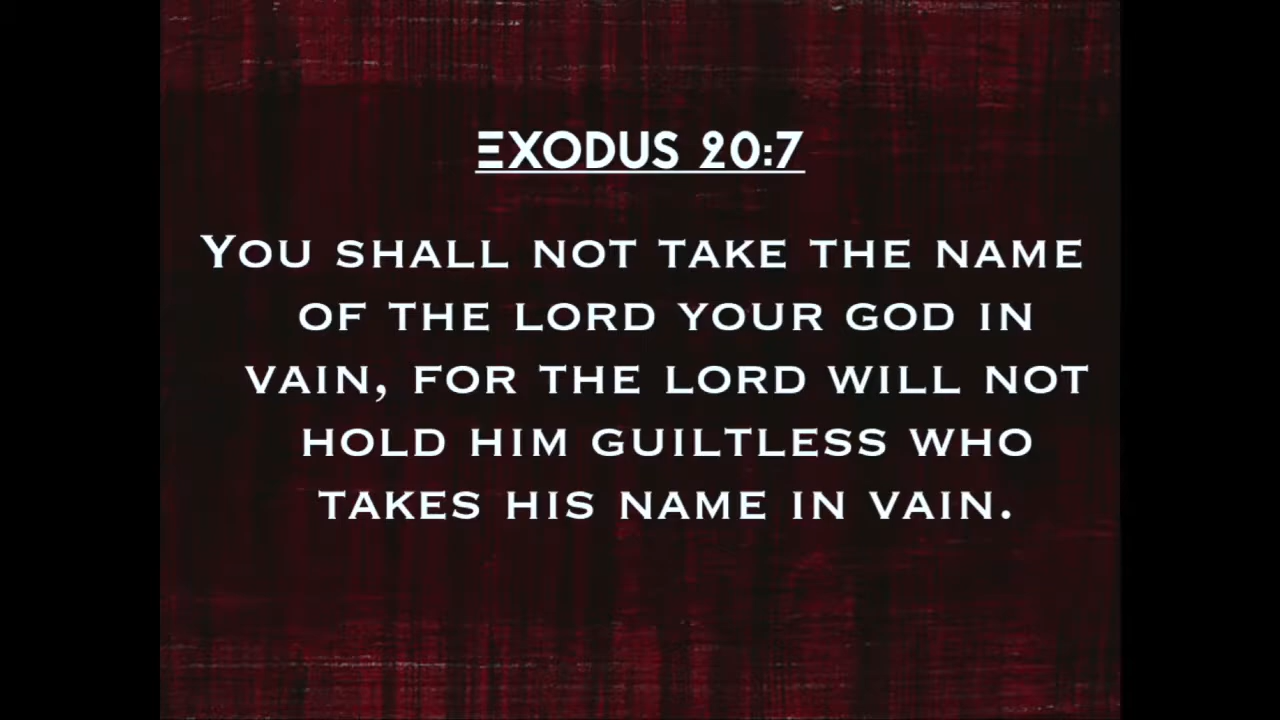 EXODUS 20:7
YOU SHALL NOT TAKE THE NAME
OF THE LORD YOUR GOD IN
VAIN, FOR THE LORD WILL NOT
HOLD HIM GUILTLESS WHO
TAKES HIS NAME IN VAIN.